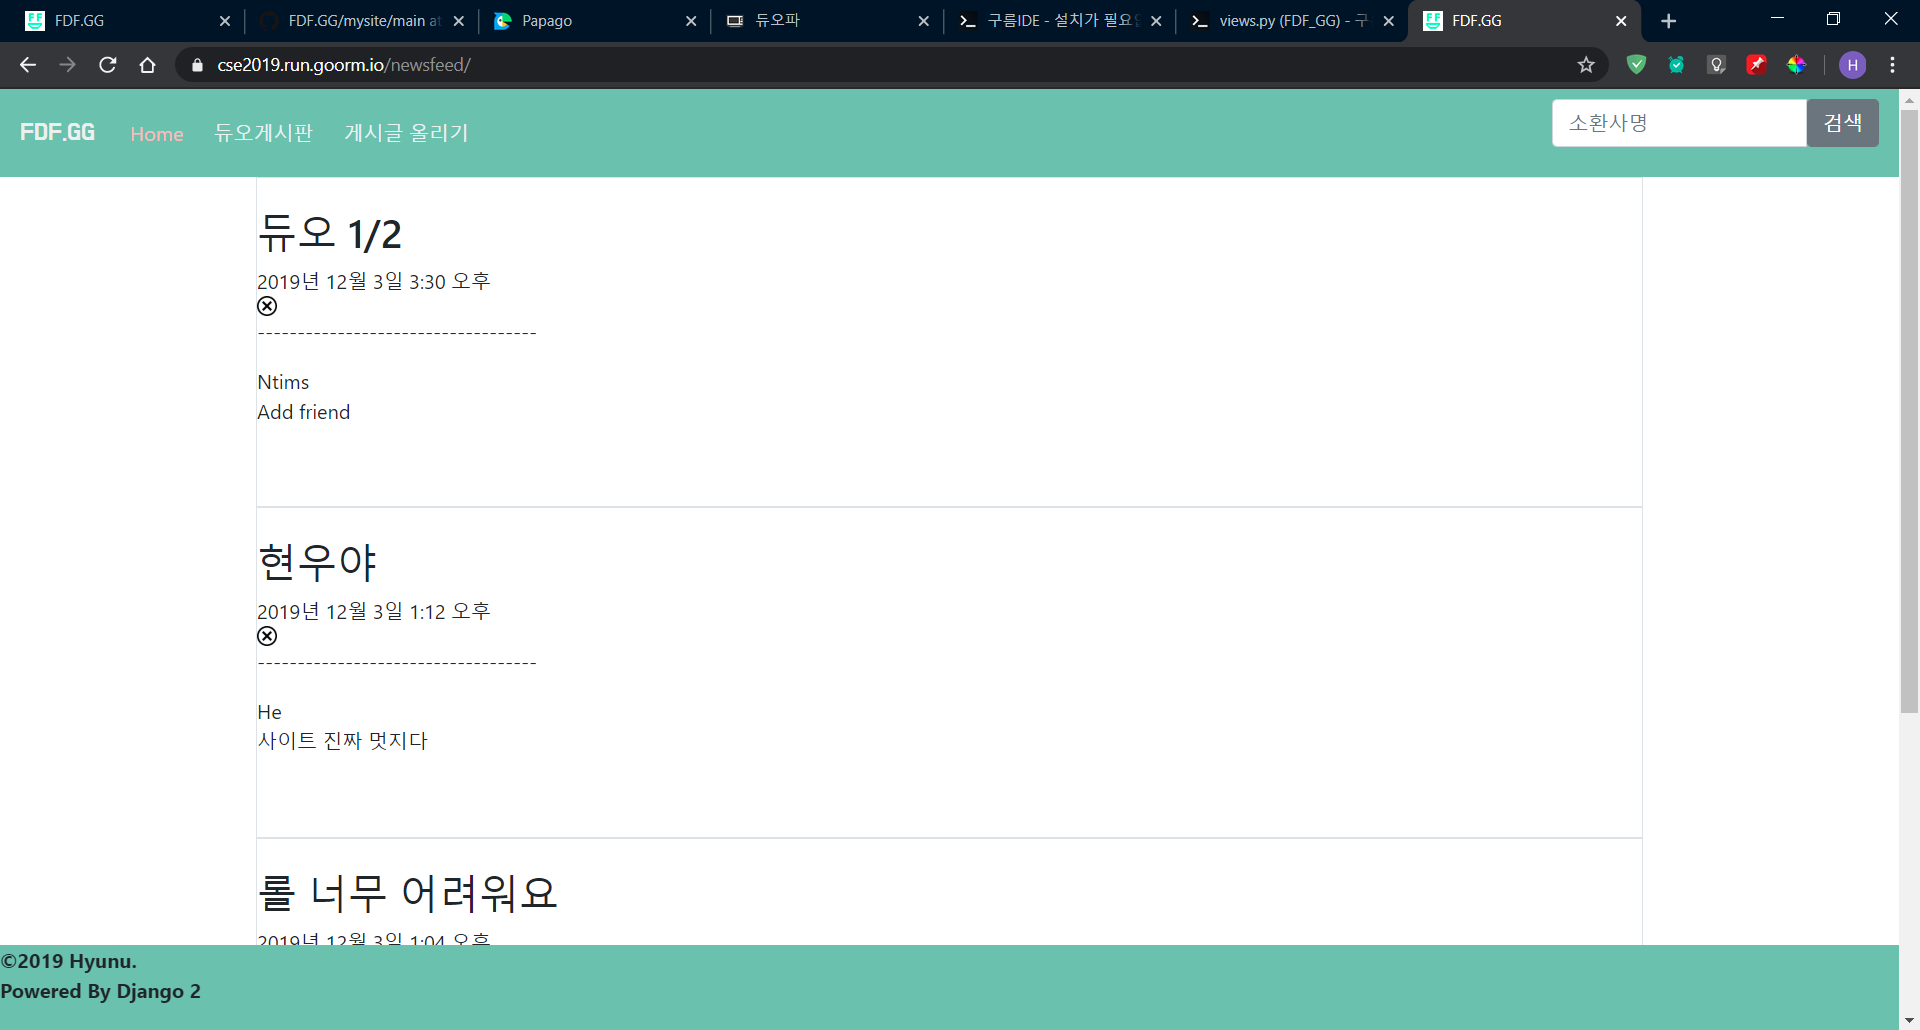 FDF.GG
FDF.GG/mysite/main at
Papago
듀오파
구름IDE - 설치가 필요
views.py (FDF_GG) - 구
FDF.GG
cse2019.run.goorm.io/newsfeed/
H
FDF.GG Home 듀오게시판 게시글 올리기 소환사명 검색
듀오 1/2
2019년 12월 3일 3:30 오후
-----------------------------------
Ntims
Add friend
현우야
2019년 12월 3일 1:12 오후
-----------------------------------
He
사이트 진짜 멋지다
롤 너무 어려워요
2019년 12월 3일 1:04 오후
©2019 Hyunu.
Powered By Django 2